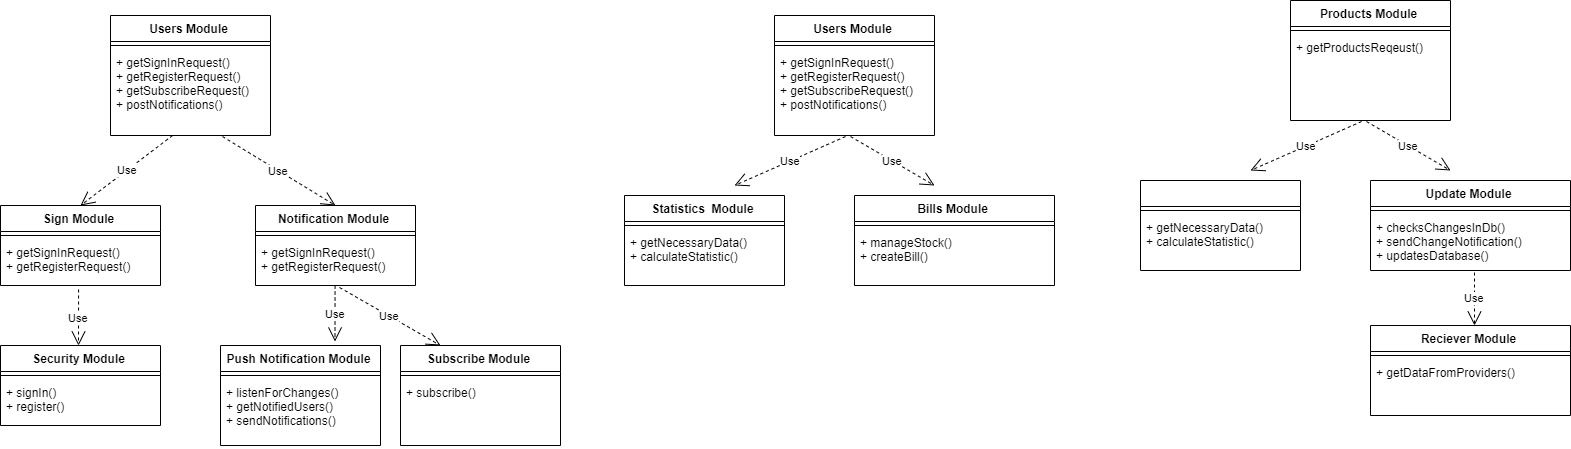 Users Module
+ getSignInRequest()
+ getRegisterRequest()
+ getSubscribeRequest()
+ postNotifications()
Use
Use
Sign Module
+ getSignInRequest()
+ getRegisterRequest()
Notification Module
+ getSignInRequest()
+ getRegisterRequest()
Use
Use
Use
Security Module
+ signIn()
+ register()
Push Notification Module
+ listenForChanges()
+ getNotifiedUsers()
+ sendNotifications()
Subscribe Module
+ subscribe()
Users Module
+ getSignInRequest()
+ getRegisterRequest()
+ getSubscribeRequest()
+ postNotifications()
Use
Use
Statistics  Module
+ getNecessaryData()
+ calculateStatistic()
Bills Module
+ manageStock()
+ createBill()
Products Module
+ getProductsReqeust()
Use
Use
+ getNecessaryData()
+ calculateStatistic()
Update Module
+ checksChangesInDb()
+ sendChangeNotification()
+ updatesDatabase()
Use
Reciever Module
+ getDataFromProviders()